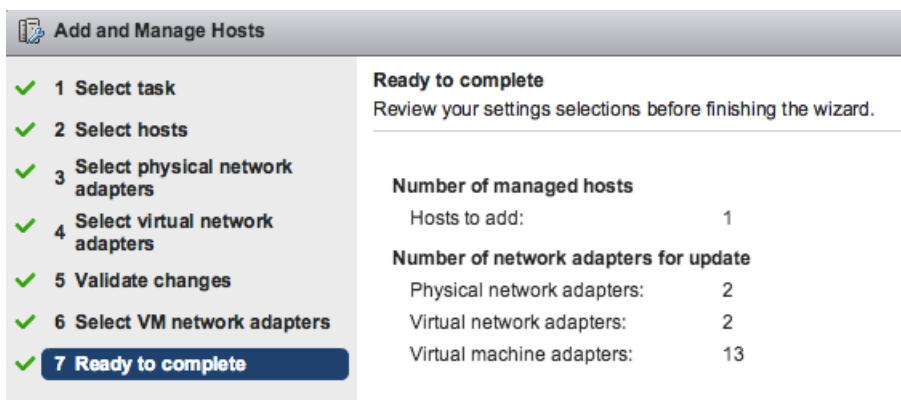 Add and Manage Hosts
1 Select task
2 Select hosts
3 Select physical network
adapters
4 Select virtual network
adapters
5 Validate changes
6 Select VM network adapters
7 Ready to complete
Ready to complete
Review your settings selections before finishing the wizard.
Number of managed hosts
Hosts to add: 1
Number of network adapters for update
Physical network adapters: 2
Virtual network adapters: 2
Virtual machine adapters: 13